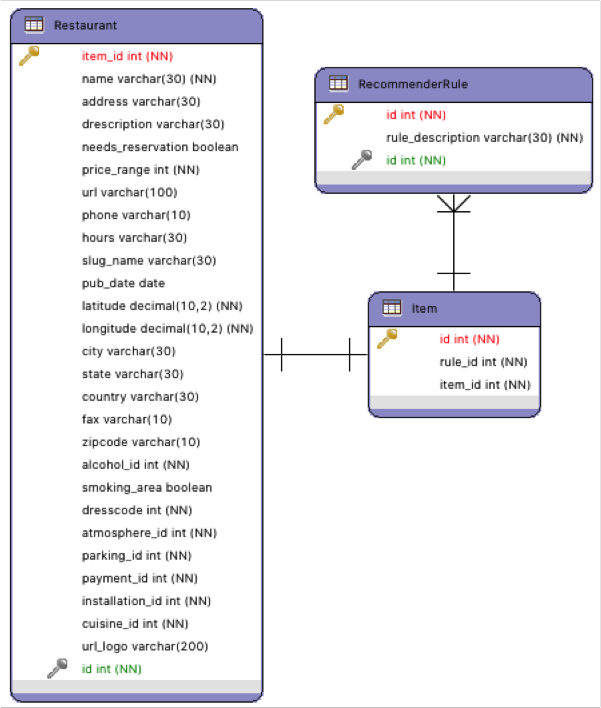 Restaurant
item_id int (NN)
name varchar(30) (NN)
address varchar(30)
drescription varchar(30)
needs_reservation boolean
price_range int (NN)
url varchar(100)
phone varchar(10)
hours varchar(30)
slug_name varchar(30)
pub_date date
latitude decimal(10,2) (NN)
longitude decimal(10,2) (NN)
city varchar(30)
state varchar(30)
country varchar(30)
fax varchar(10)
zipcode varchar(10)
alcohol_id int (NN)
smoking_area boolean
dresscode int (NN)
atmosphere_id int (NN)
parking_id int (NN)
payment_id int (NN)
installation_id int (NN)
cuisine_id int (NN)
url_logo varchar(200)
id int (NN)
RecommenderRule
id int (NN)
rule_description varchar(30) (NN)
id int (NN)
Item
id int (NN)
rule_id int (NN)
item_id int (NN)